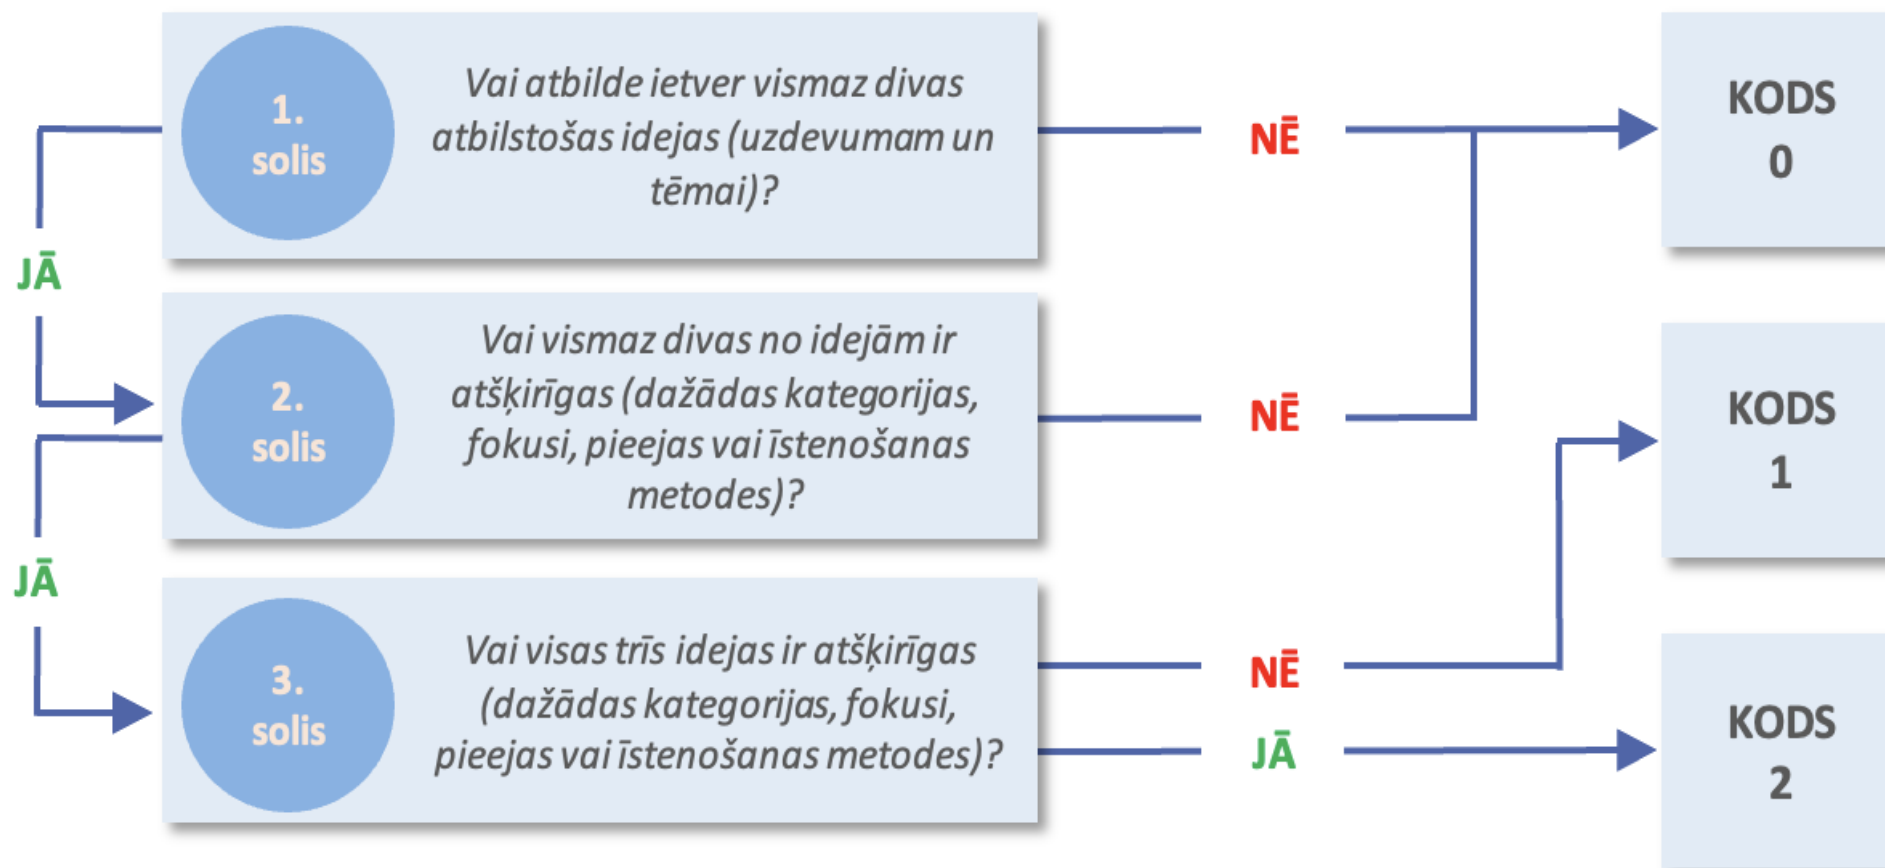 1.
solis
Vai atbilde ietver vismaz divas
atbilstošas idejas (uzdevumam un
tēmai)?
NĒ
KODS
0
JĀ
2.
solis
Vai vismaz divas no idejām ir
atšķirīgas (dažādas kategorijas,
fokusi, pieejas vai īstenošanas
metodes)?
NĒ
KODS
1
JĀ
3.
solis
Vai visas trīs idejas ir atšķirīgas
(dažādas kategorijas, fokusi,
pieejas vai īstenošanas metodes)?
NĒ
JĀ
KODS
2